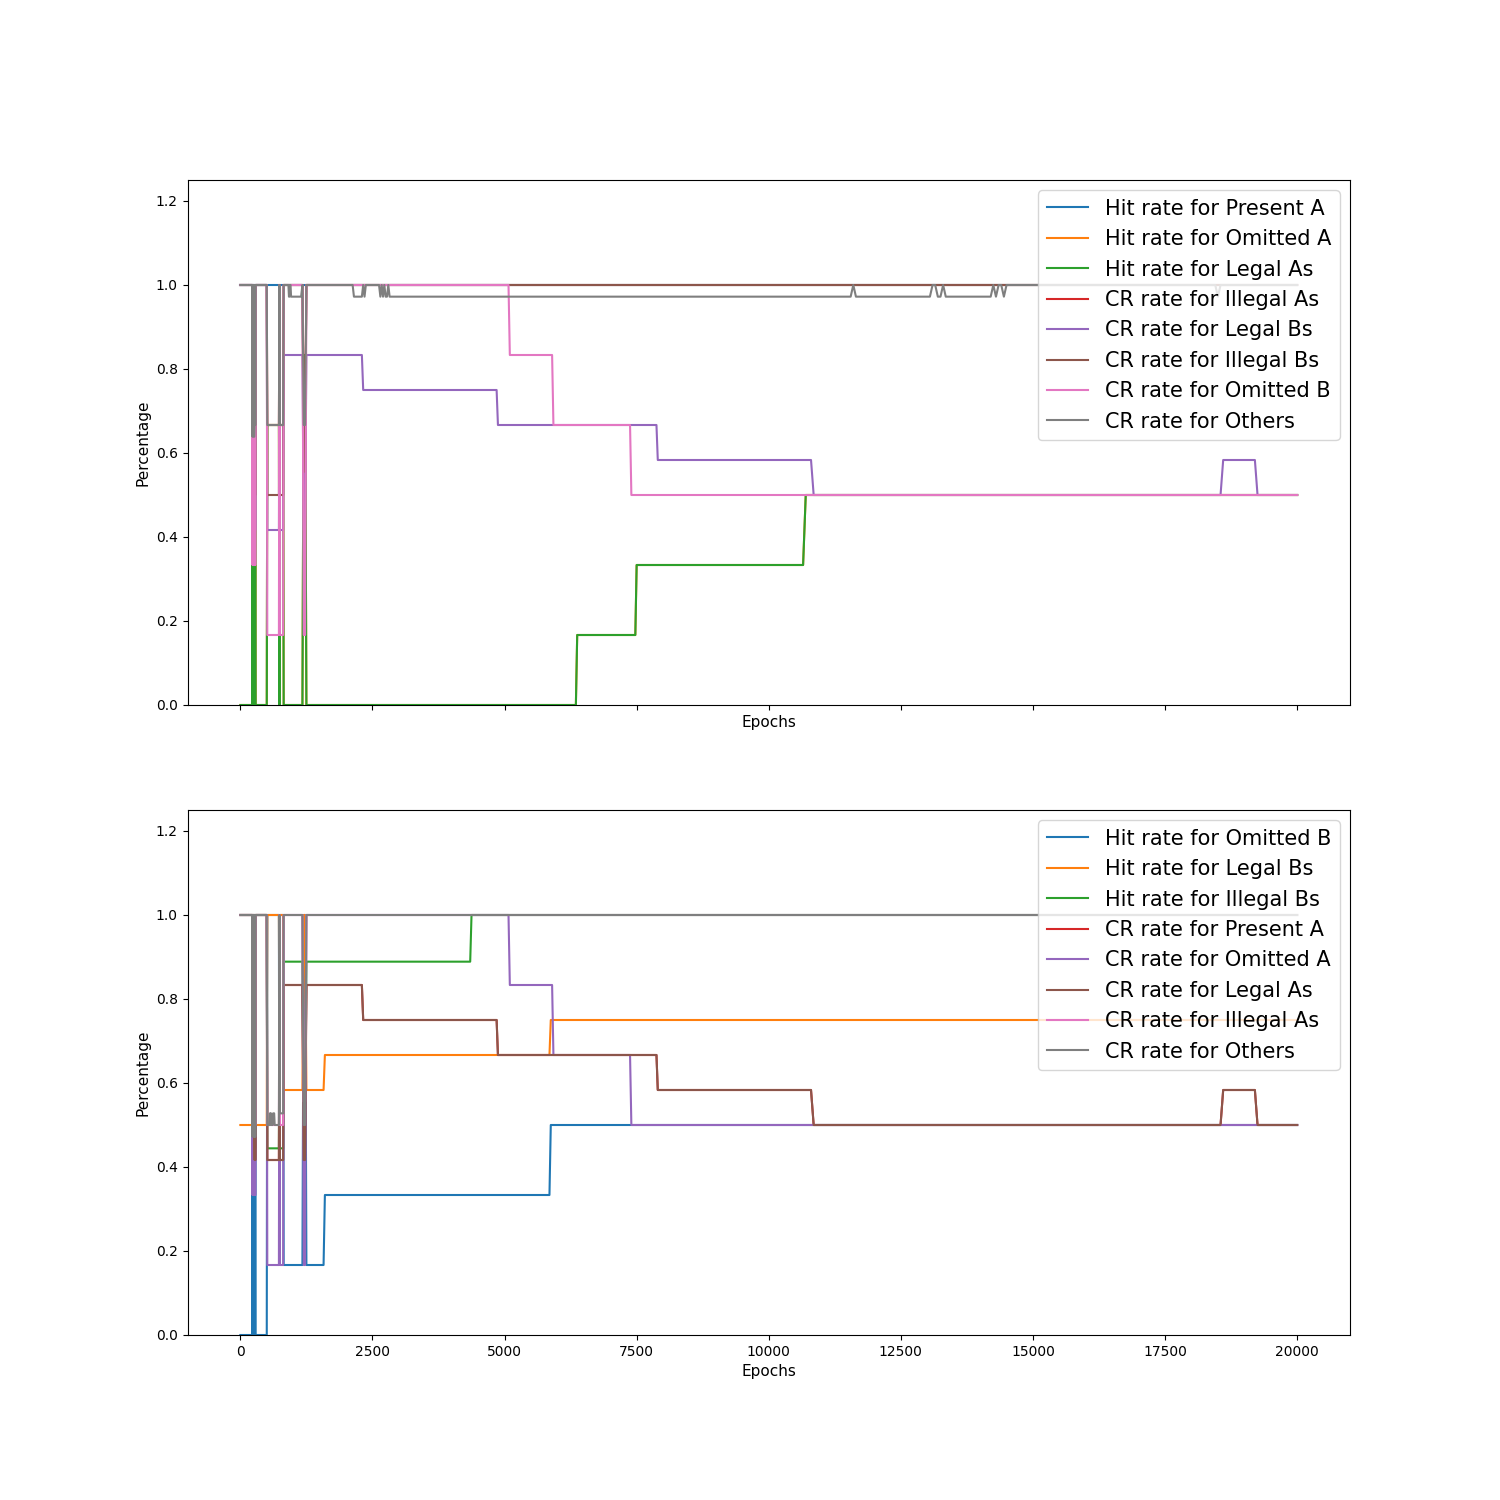 1.2
1.0
0.8
0.6
0.4
0.2
0.0
Percentage
Epochs
Hit rate for Present A
Hit rate for Omitted A
Hit rate for Legal As
CR rate for Illegal As
CR rate for Legal Bs
CR rate for Illegal Bs
CR rate for Omitted B
CR rate for Others
1.2
1.0
0.8
0.6
0.4
0.2
0.0
Percentage
0 2500 5000 7500 10000 12500 15000 17500 20000
Epochs
Hit rate for Omitted B
Hit rate for Legal Bs
Hit rate for Illegal Bs
CR rate for Present A
CR rate for Omitted A
CR rate for Legal As
CR rate for Illegal As
CR rate for Others